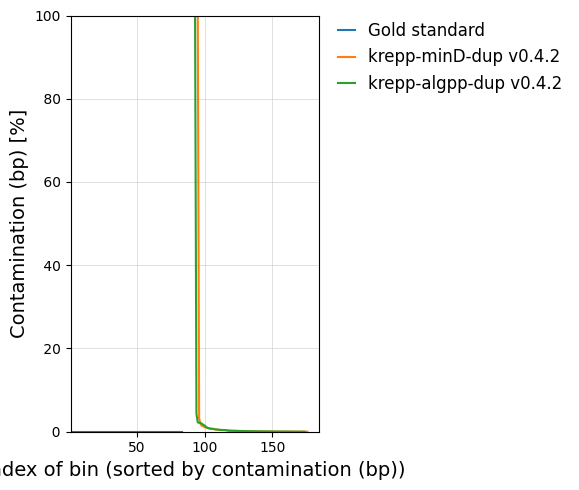 100
80
60
40
20
0
50
100
150
Contamination (bp) [%]
ndex of bin (sorted by contamination (bp))
Gold standard
krepp-minD-dup v0.4.2
krepp-algpp-dup v0.4.2